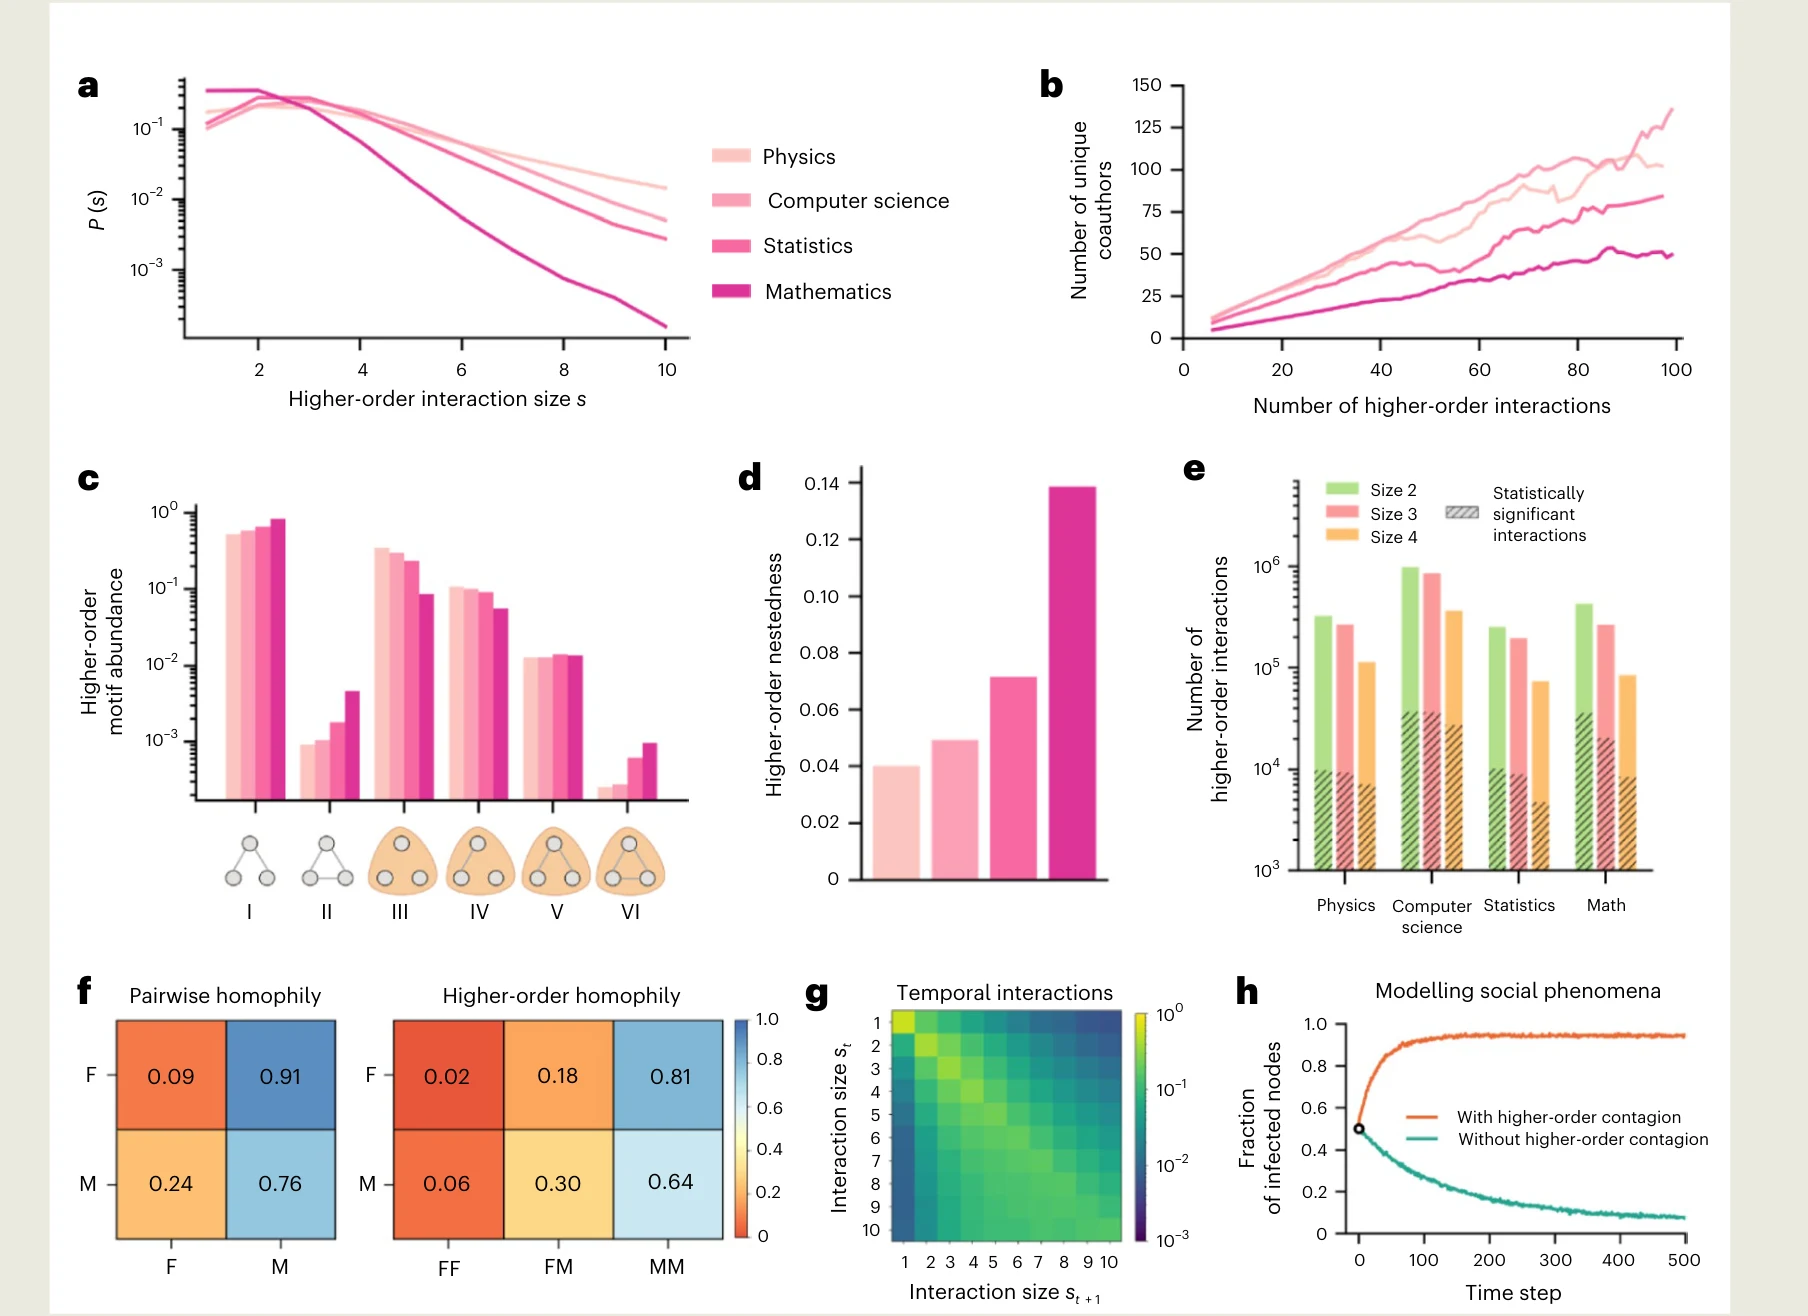 a
10⁻¹
10⁻²
10⁻³
P (s)
2 4 6 8 10
Higher-order interaction size s
Physics
Computer science
Statistics
Mathematics
b
150
125
100
75
50
25
0
Number of unique
coauthors
0 20 40 60 80 100
Number of higher-order interactions
c
10⁰
10⁻¹
10⁻²
10⁻³
Higher-order
motif abundance
I II III IV V VI
d
0.14
0.12
0.10
0.08
0.06
0.04
0.02
0
Higher-order nestedness
e
Size 2
Size 3
Size 4
Statistically
significant
interactions
10⁶
10⁵
10⁴
10³
Number of
higher-order interactions
Physics Computer Statistics Math
science
f
Pairwise homophily
F
M
0.09 0.91
0.24 0.76
F M
Higher-order homophily
F
M
0.02 0.18 0.81
0.06 0.30 0.64
FF FM MM
1.0
0.8
0.6
0.4
0.2
0
g
Temporal interactions
Interaction size sₜ
1
2
3
4
5
6
7
8
9
10
1 2 3 4 5 6 7 8 9 10
Interaction size sₜ₊₁
10⁰
10⁻¹
10⁻²
10⁻³
h
Modelling social phenomena
1.0
0.8
0.6
0.4
0.2
0
Fraction
of infected nodes
With higher-order contagion
Without higher-order contagion
0 100 200 300 400 500
Time step